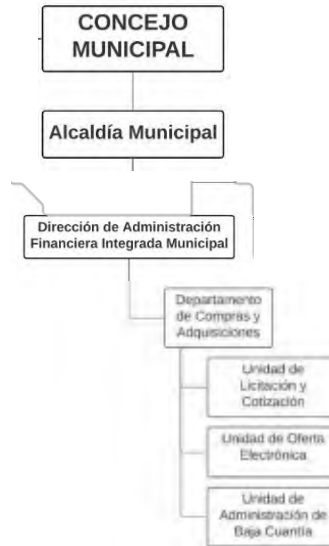 CONCEJO
MUNICIPAL
Alcaldía Municipal
Dirección de Administración
Financiera Integrada Municipal
Departamento
de Compras y
Adquisiciones
Unidad de
Licitación y
Cotización
Unidad de Oferta
Electrónica
Unidad de
Administración de
Baja Cuantía